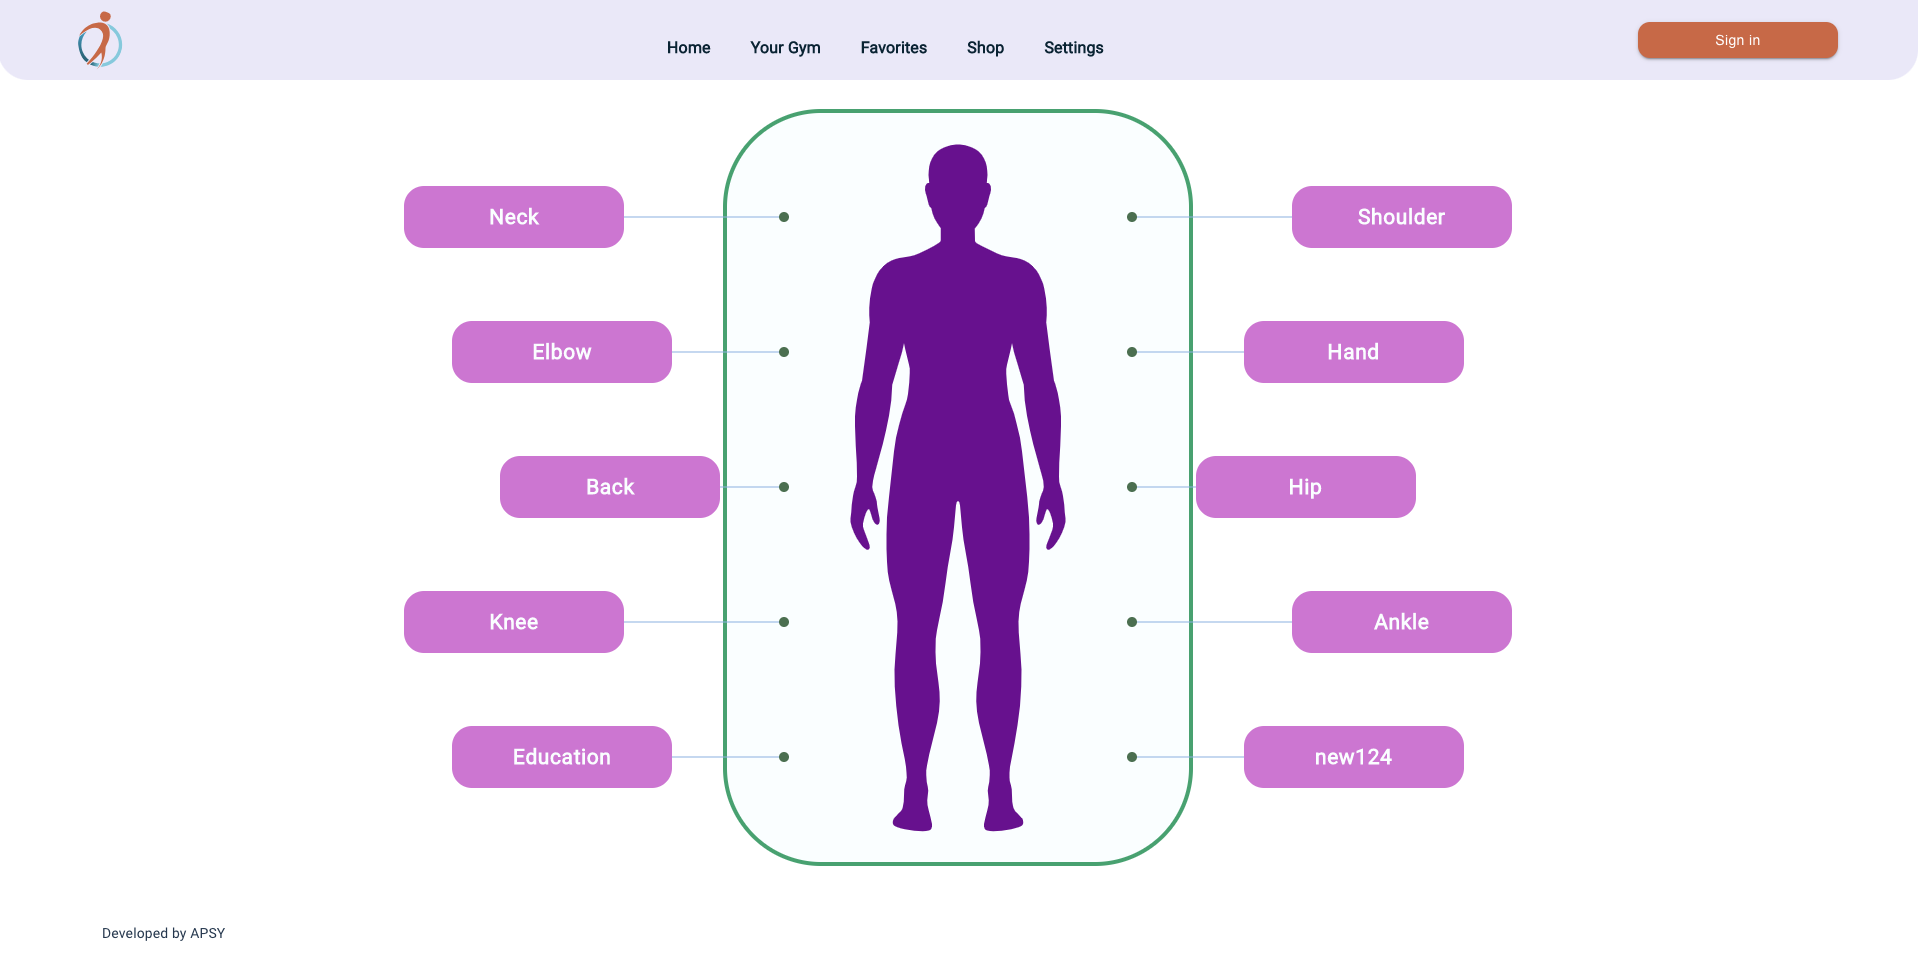 Home
Your Gym
Favorites
Shop
Settings
Sign in
Neck
Shoulder
Elbow
Hand
Back
Hip
Knee
Ankle
Education
new124
Developed by APSY